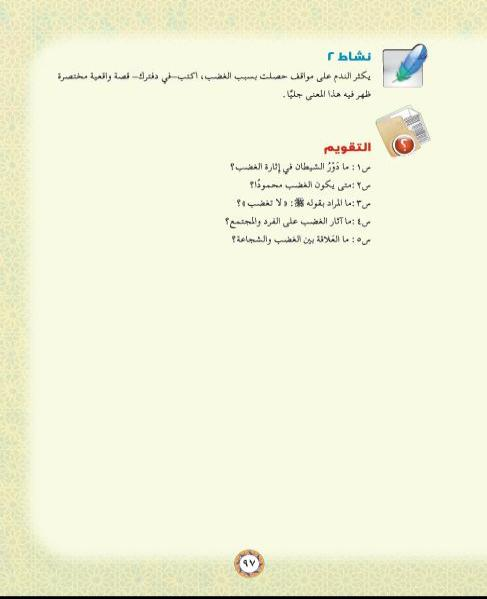 نشاط ٢
يكثر الندم على مواقف حصلت بسبب الغضب، اكتب–في دفترك– قصة واقعية مختصرة
ظهر فيه هذا المعنى جليًا.
التقويم
س١: ما دَوْرُ الشيطان في إثارة الغضب؟
س٢: متى يكون الغضب محمودًا؟
س٣: ما المراد بقوله ﷺ: «لا تغضب»؟
س٤: ما آثار الغضب على الفرد والمجتمع؟
س٥: ما العَلاقة بين الغضب والشجاعة؟
٩٧